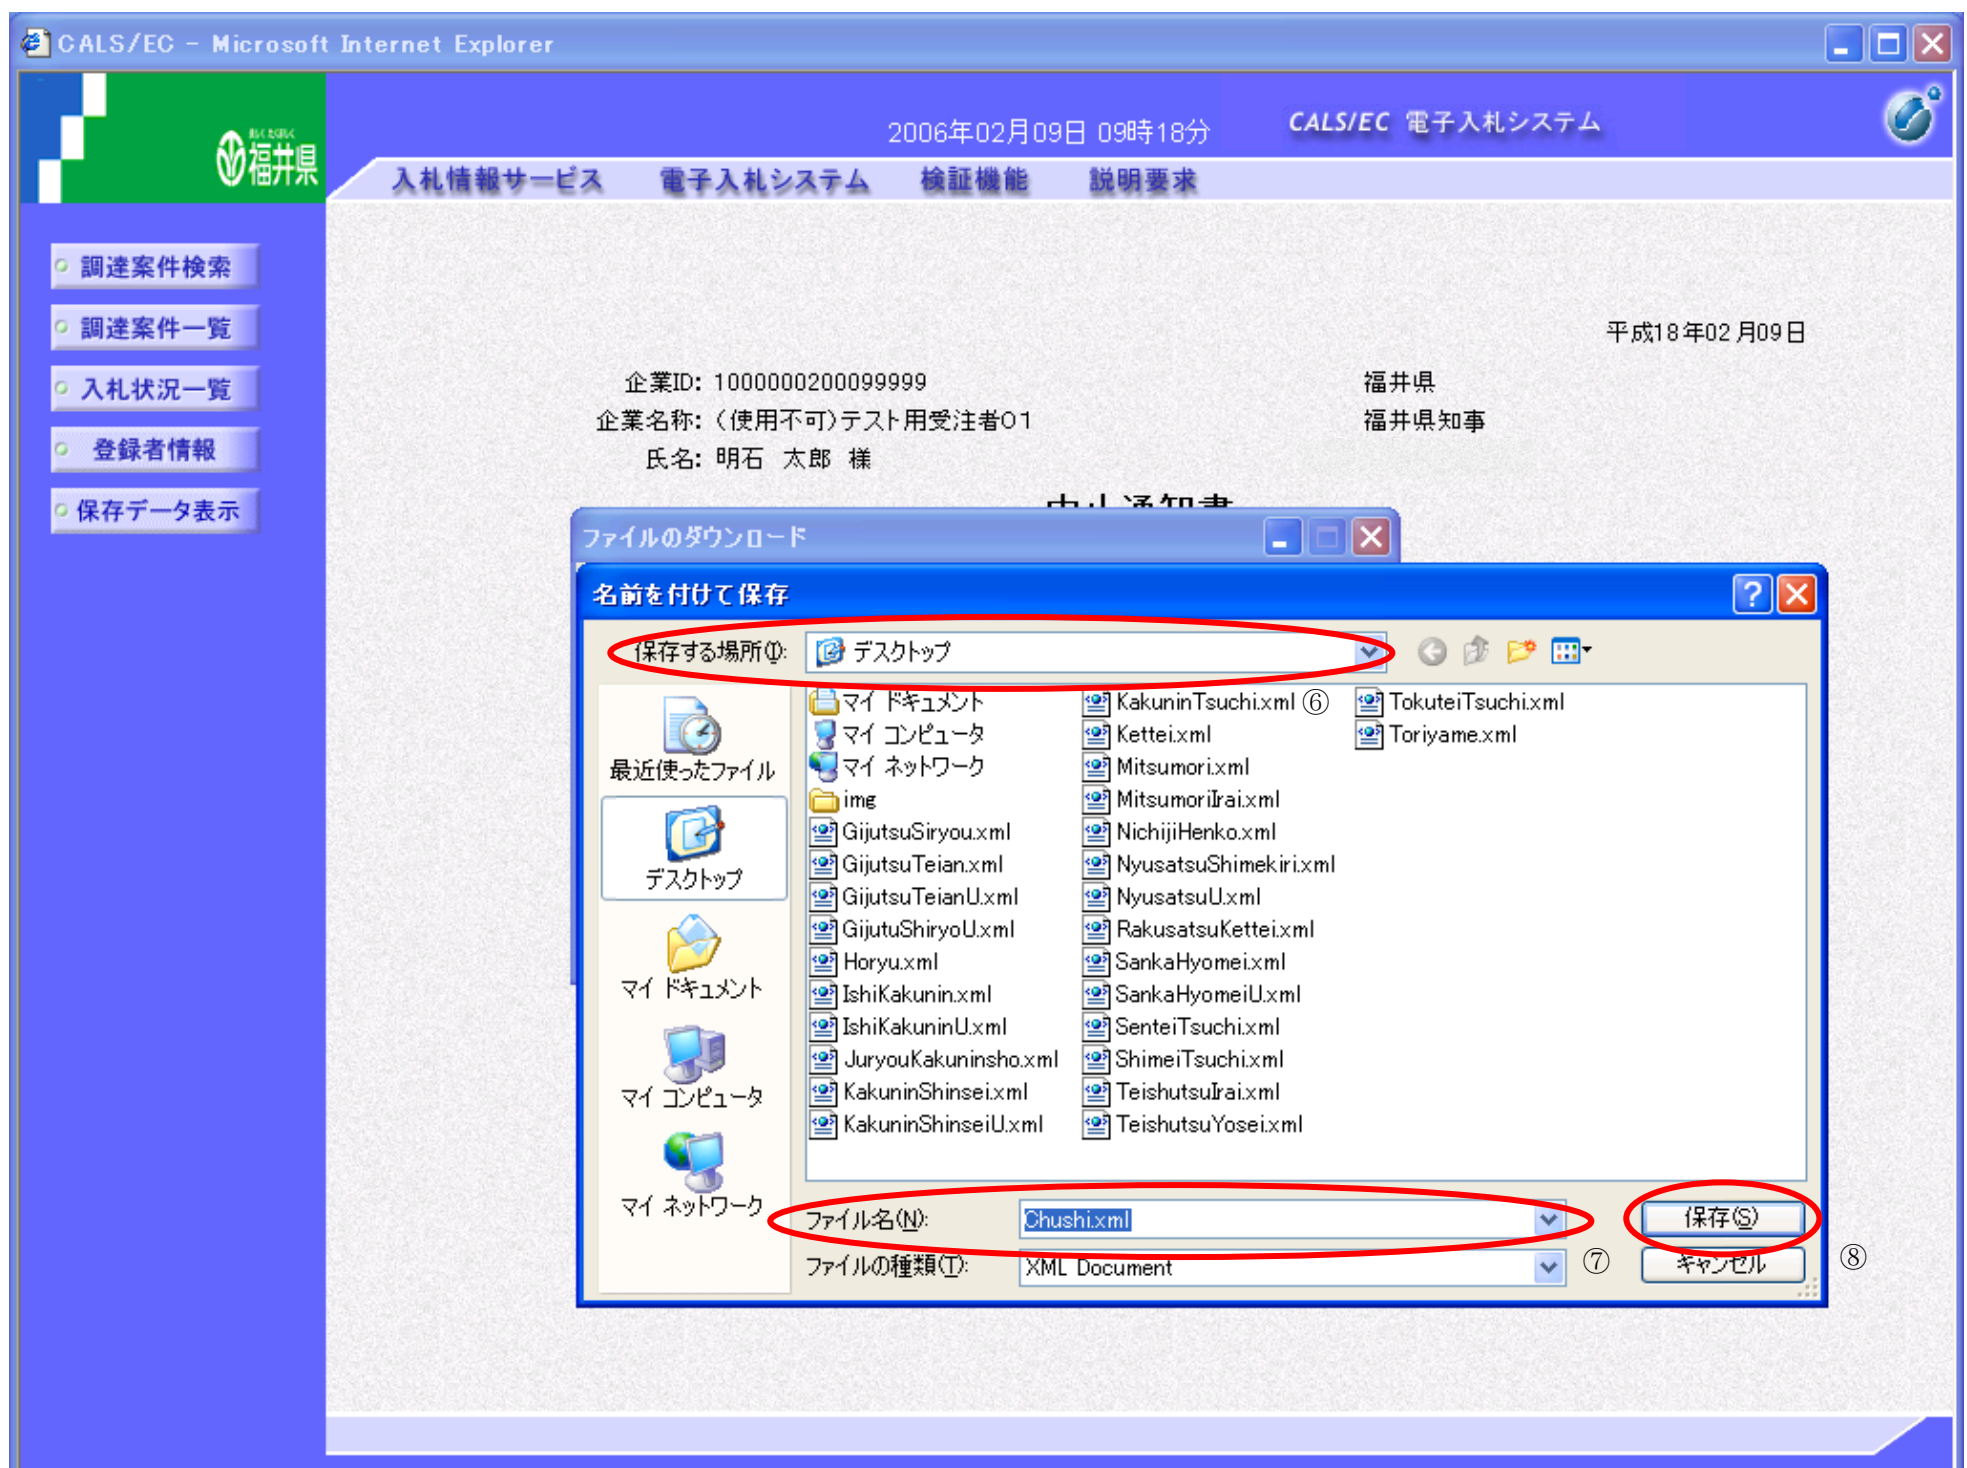 CALS/EC - Microsoft Internet Explorer
福井県
2006年02月09日 09時18分
CALS/EC 電子入札システム
入札情報サービス 電子入札システム 検証機能 説明要求
調達案件検索
調達案件一覧
入札状況一覧
登録者情報
保存データ表示
平成18年02月09日
企業ID: 1000000200099999
福井県
企業名称: (使用不可)テスト用受注者01
福井県知事
氏名: 明石 太郎 様
中止通知書
ファイルのダウンロード
名前を付けて保存
保存する場所(I):
デスクトップ
最近使ったファイル
デスクトップ
マイ ドキュメント
マイ コンピュータ
マイ ネットワーク
マイ ドキュメント
マイ コンピュータ
マイ ネットワーク
img
GijutsuSiryou.xml
GijutsuTeian.xml
GijutsuTeianU.xml
GijutuShiryoU.xml
Horyu.xml
IshiKakunin.xml
IshiKakuninU.xml
JuryouKakuninsho.xml
KakuninShinsei.xml
KakuninShinseiU.xml
KakuninTsuchi.xml ⑥
Kettei.xml
Mitsumori.xml
MitsumoriIrai.xml
NichijiHenko.xml
NyusatsuShimekiri.xml
NyusatsuU.xml
RakusatsuKettei.xml
SankaHyomei.xml
SankaHyomeiU.xml
SenteiTsuchi.xml
ShimeiTsuchi.xml
TeishutsuIrai.xml
TeishutsuYosei.xml
TokuteiTsuchi.xml
Toriyame.xml
ファイル名(N):
Chushi.xml
保存(S)
ファイルの種類(T):
XML Document
⑦
キャンセル
⑧